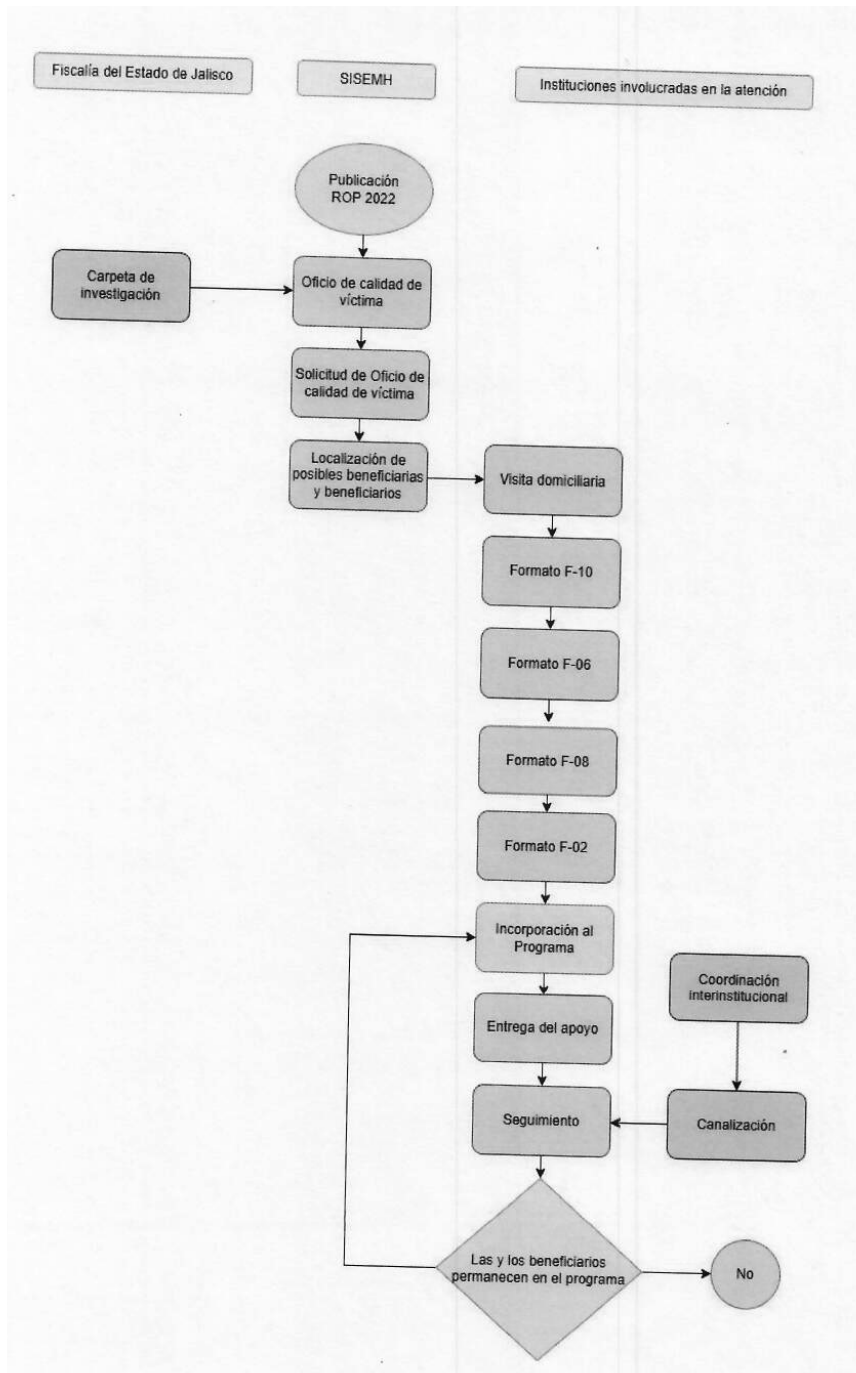 Fiscalía del Estado de Jalisco
SISEMH
Instituciones involucradas en la atención
Publicación
ROP 2022
Carpeta de
investigación
Oficio de calidad de
víctima
Solicitud de Oficio de
calidad de víctima
Localización de
posibles beneficiarias
y beneficiarios
Visita domiciliaria
Formato F-10
Formato F-06
Formato F-08
Formato F-02
Incorporación al
Programa
Coordinación
interinstitucional
Entrega del apoyo
Seguimiento
Canalización
Las y los beneficiarios
permanecen en el programa
No